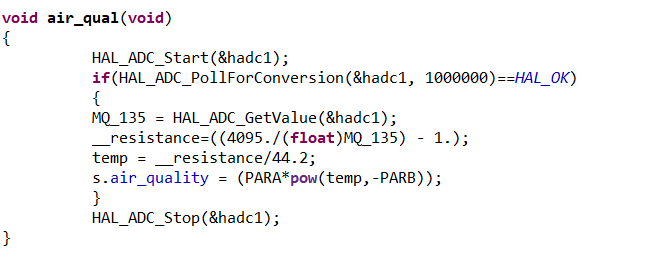 void air_qual(void)
{
HAL_ADC_Start(&hadc1);
if(HAL_ADC_PollForConversion(&hadc1, 1000000)==HAL_OK)
{
MQ_135 = HAL_ADC_GetValue(&hadc1);
__resistance=((4095./(float)MQ_135) - 1.);
temp = __resistance/44.2;
s.air_quality = (PARA*pow(temp,-PARB));
}
HAL_ADC_Stop(&hadc1);
}